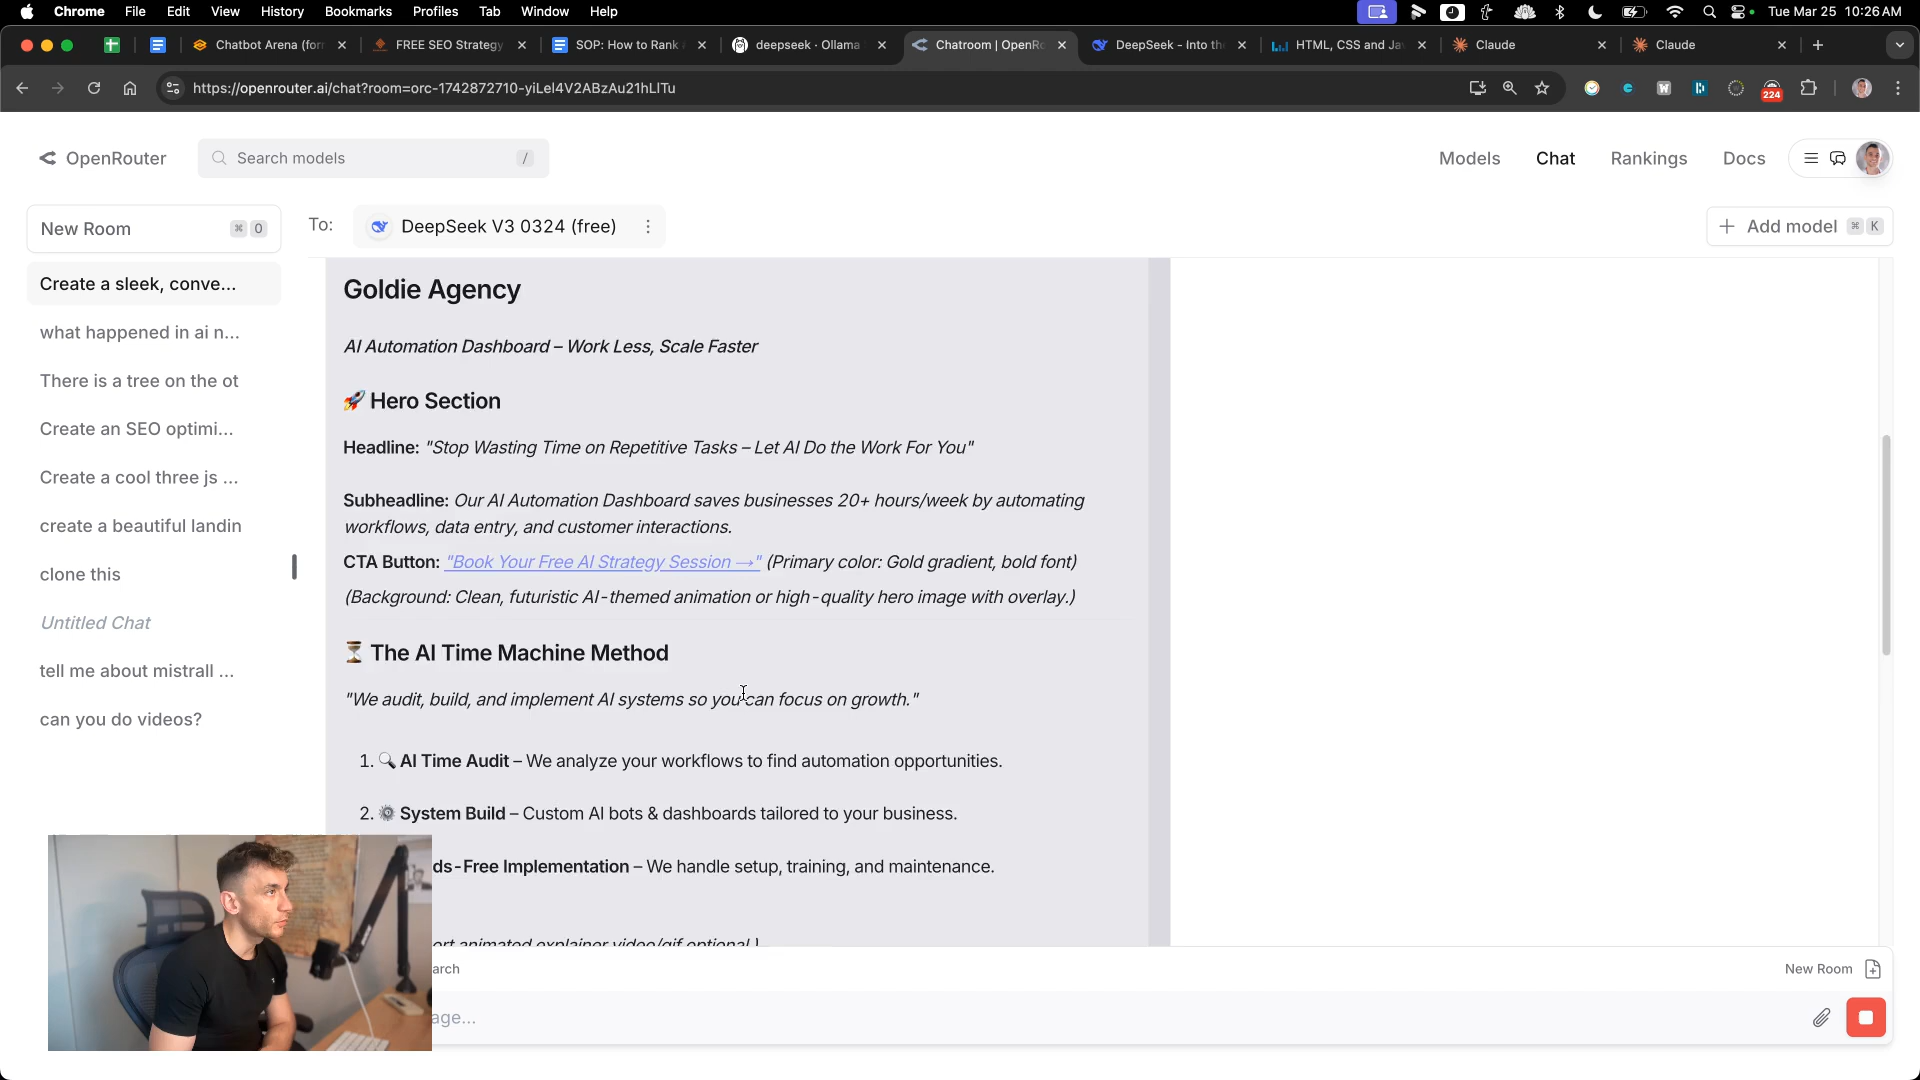 Chrome File Edit View History Bookmarks Profiles Tab Window Help Tue Mar 25 10:26 AM
Chatbot Arena (for FREE SEO Strategy SOP: How to Rank deepseek · Ollama Chatroom | OpenRo DeepSeek - Into th HTML, CSS and Ja Claude Claude
https://openrouter.ai/chat?room=orc-1742872710-yiLel4V2ABzAu21hLlTu 224
OpenRouter Search models / Models Chat Rankings Docs
New Room ⌘ O To: DeepSeek V3 0324 (free) Add model ⌘ K
Create a sleek, conve...
what happened in ai n...
There is a tree on the ot
Create an SEO optimi...
Create a cool three js ...
create a beautiful landin
clone this
Untitled Chat
tell me about mistrall ...
can you do videos?
Goldie Agency
AI Automation Dashboard – Work Less, Scale Faster
🚀 Hero Section
Headline: "Stop Wasting Time on Repetitive Tasks – Let AI Do the Work For You"
Subheadline: Our AI Automation Dashboard saves businesses 20+ hours/week by automating
workflows, data entry, and customer interactions.
CTA Button: "Book Your Free AI Strategy Session →" (Primary color: Gold gradient, bold font)
(Background: Clean, futuristic AI-themed animation or high-quality hero image with overlay.)
⏳ The AI Time Machine Method
"We audit, build, and implement AI systems so you can focus on growth."
1. 🔍 AI Time Audit – We analyze your workflows to find automation opportunities.
2. ⚙️ System Build – Custom AI bots & dashboards tailored to your business.
ds-Free Implementation – We handle setup, training, and maintenance.
ort animated explainer video/gif optional.)
arch New Room
age...